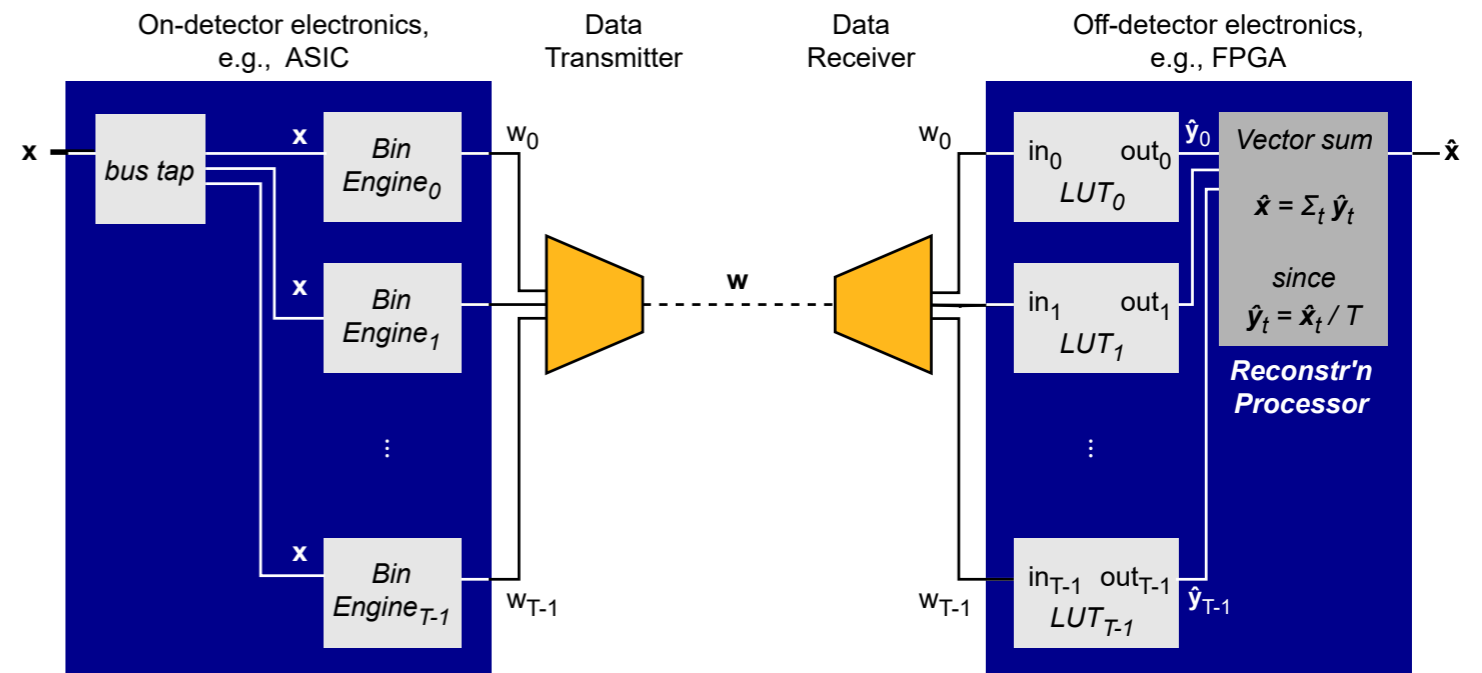 On-detector electronics,
e.g., ASIC
Data
Transmitter
Data
Receiver
Off-detector electronics,
e.g., FPGA
x
bus tap
x
Bin
Engine0
w0
x
Bin
Engine1
⋮
x
Bin
EngineT-1
wT-1
w
w0
in0 out0
LUT0
ŷ0
in1 out1
LUT1
⋮
wT-1
inT-1 outT-1
LUTT-1
ŷT-1
Vector sum
x̂ = Σt ŷt
since
ŷt = x̂t / T
Reconstr'n
Processor
x̂